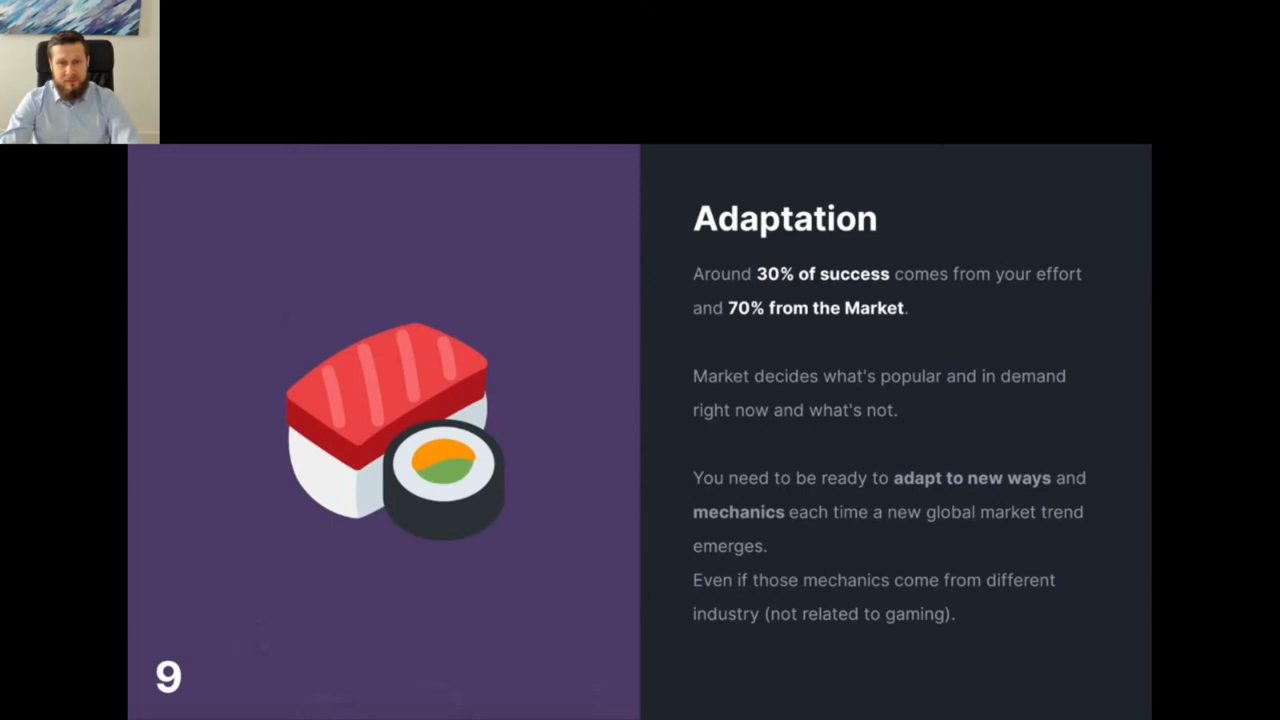 Adaptation
Around 30% of success comes from your effort
and 70% from the Market.
Market decides what's popular and in demand
right now and what's not.
You need to be ready to adapt to new ways and
mechanics each time a new global market trend
emerges.
Even if those mechanics come from different
industry (not related to gaming).
9